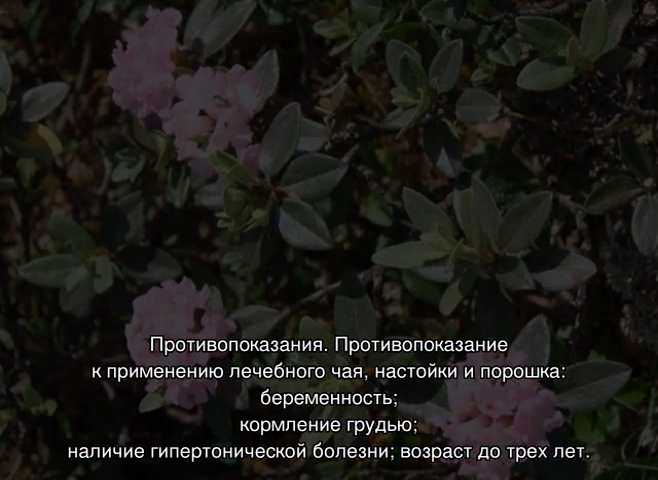 Противопоказания. Противопоказание
к применению лечебного чая, настойки и порошка:
беременность;
кормление грудью;
наличие гипертонической болезни; возраст до трех лет.